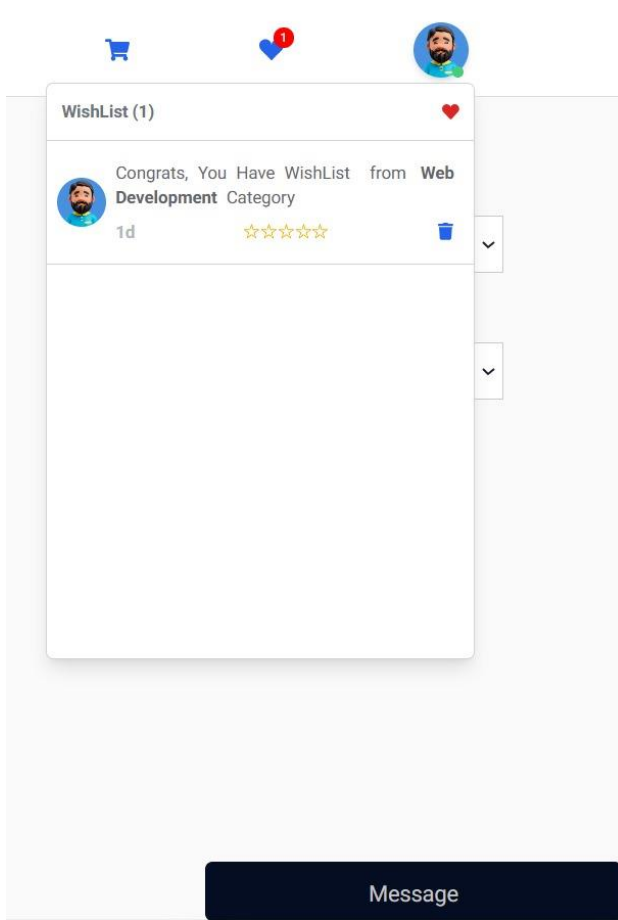 1
WishList (1)
Congrats, You Have WishList from Web
Development Category
1d
Message